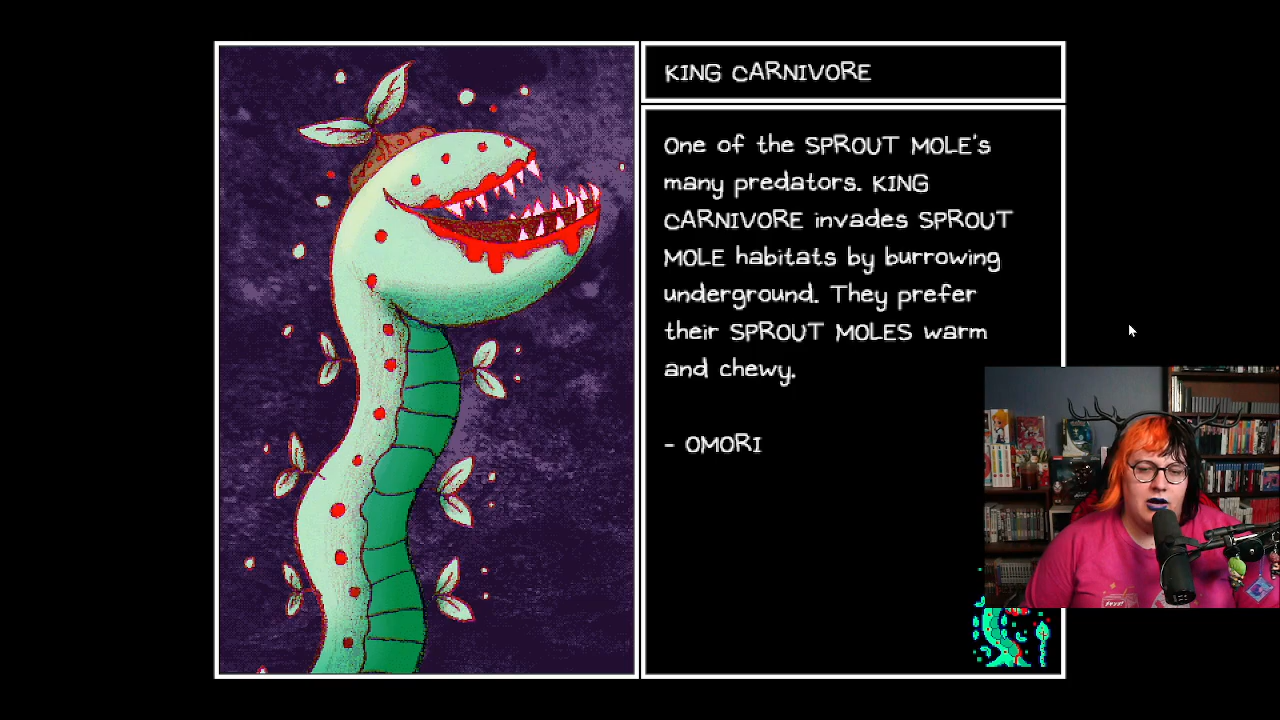 KING CARNIVORE
One of the SPROUT MOLE's
many predators. KING
CARNIVORE invades SPROUT
MOLE habitats by burrowing
underground. They prefer
their SPROUT MOLES warm
and chewy.
- OMORI